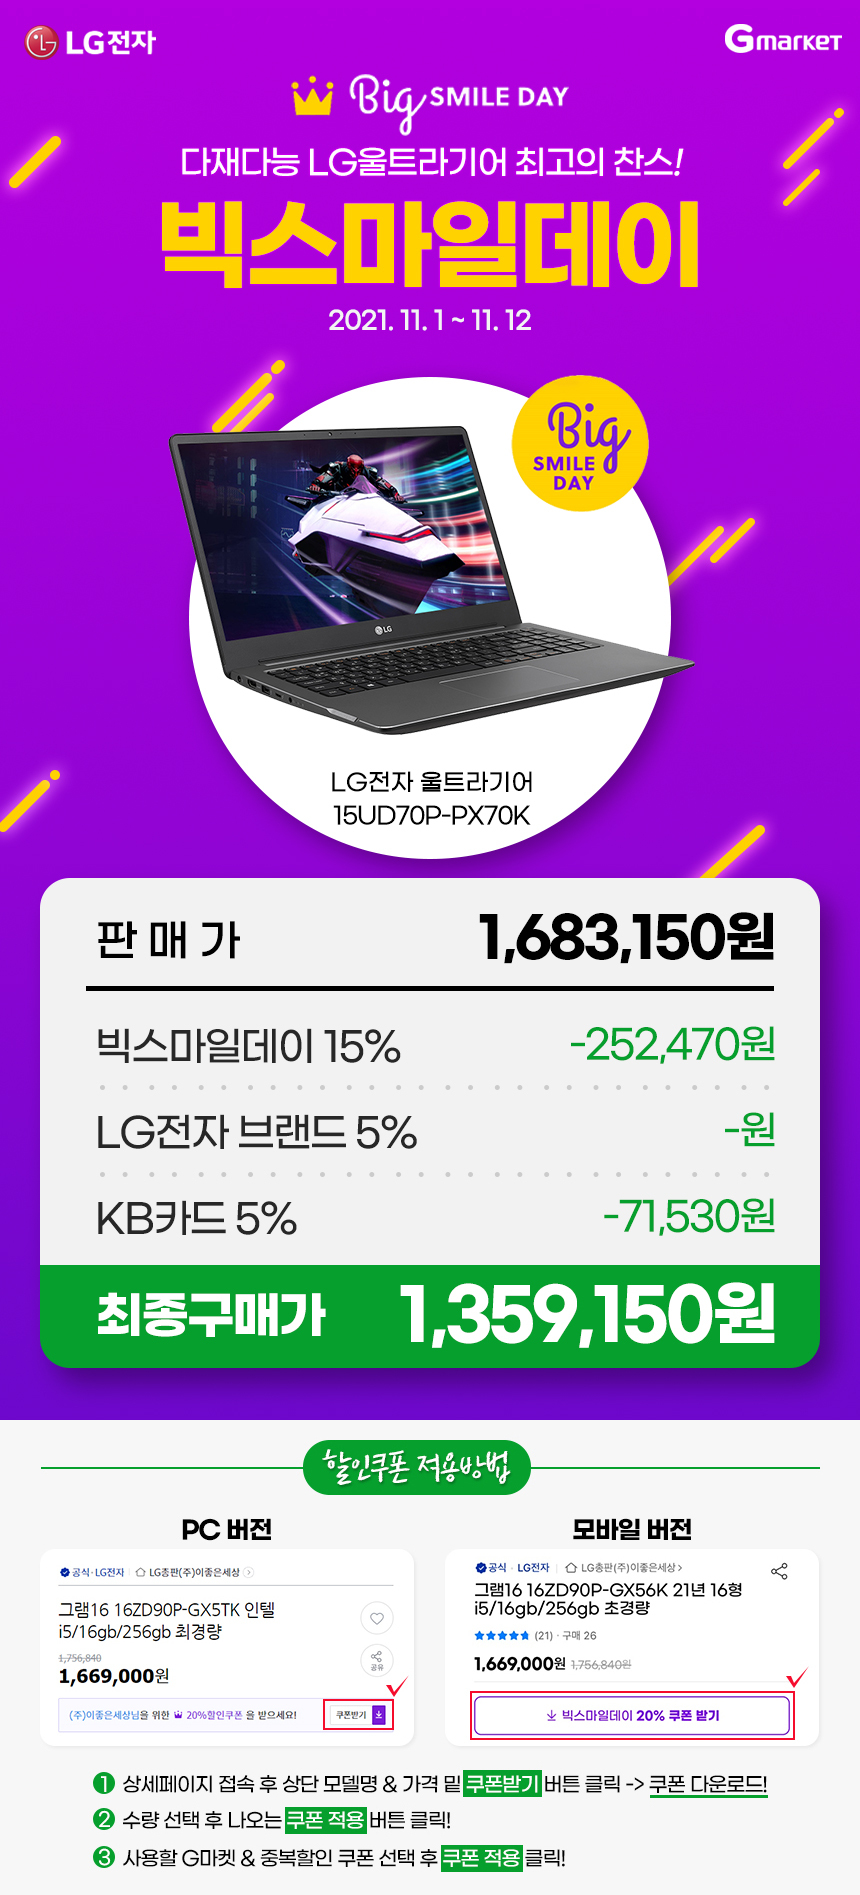 LG전자
Gmarket
Big SMILE DAY
다재다능 LG울트라기어 최고의 찬스!
빅스마일데이
2021. 11. 1 ~ 11. 12
Big
SMILE
DAY
LG
LG전자 울트라기어
15UD70P-PX70K
판매가 1,683,150원
빅스마일데이 15% -252,470원
LG전자 브랜드 5% -원
KB카드 5% -71,530원
최종구매가 1,359,150원
할인쿠폰 적용방법
PC 버전
공식 · LG전자 LG총판(주)이좋은세상
그램16 16ZD90P-GX5TK 인텔
i5/16gb/256gb 최경량
공유
1,756,840
1,669,000원
(주)이좋은세상님을 위한 20%할인쿠폰 을 받으세요! 쿠폰받기
모바일 버전
공식 · LG전자 LG총판(주)이좋은세상
그램16 16ZD90P-GX56K 21년 16형
i5/16gb/256gb 초경량
(21) · 구매 26
1,669,000원 1,756,840원
빅스마일데이 20% 쿠폰 받기
1 상세페이지 접속 후 상단 모델명 & 가격 밑 쿠폰받기 버튼 클릭 -> 쿠폰 다운로드!
2 수량 선택 후 나오는 쿠폰 적용 버튼 클릭!
3 사용할 G마켓 & 중복할인 쿠폰 선택 후 쿠폰 적용 클릭!